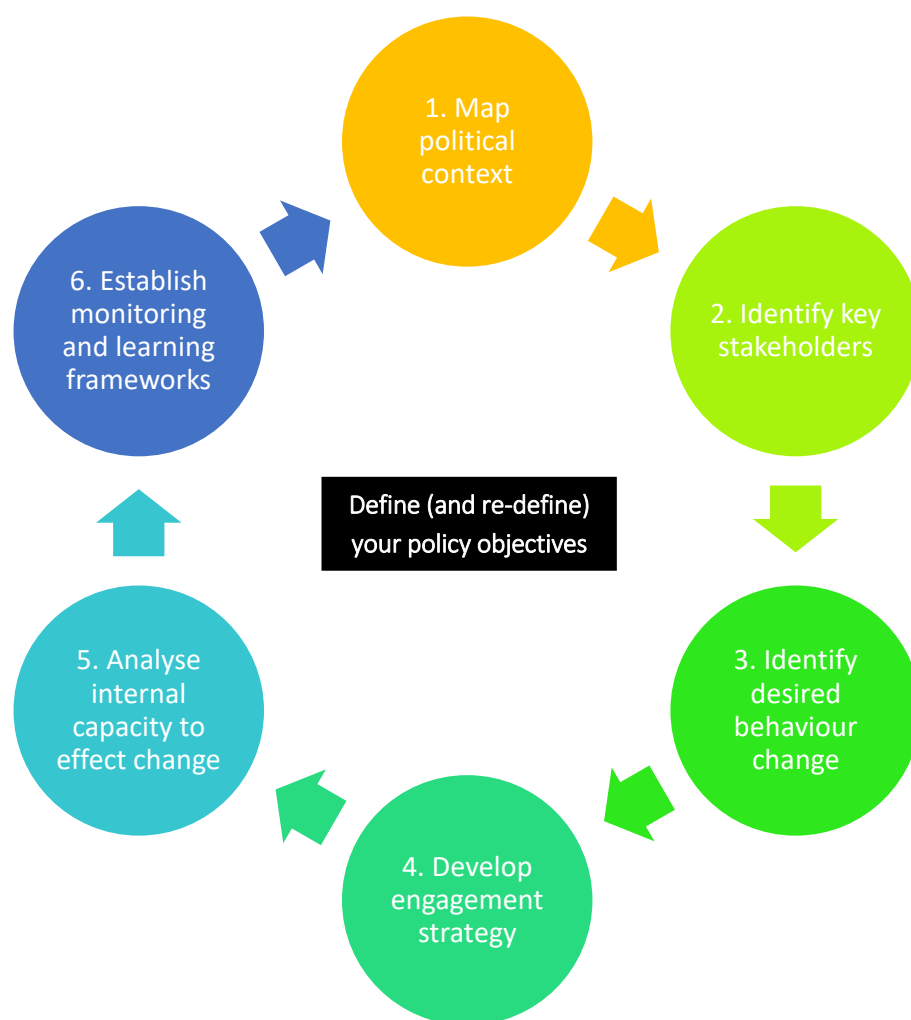 1. Map
political
context
2. Identify key
stakeholders
3. Identify
desired
behaviour
change
4. Develop
engagement
strategy
5. Analyse
internal
capacity to
effect change
6. Establish
monitoring
and learning
frameworks
Define (and re-define)
your policy objectives